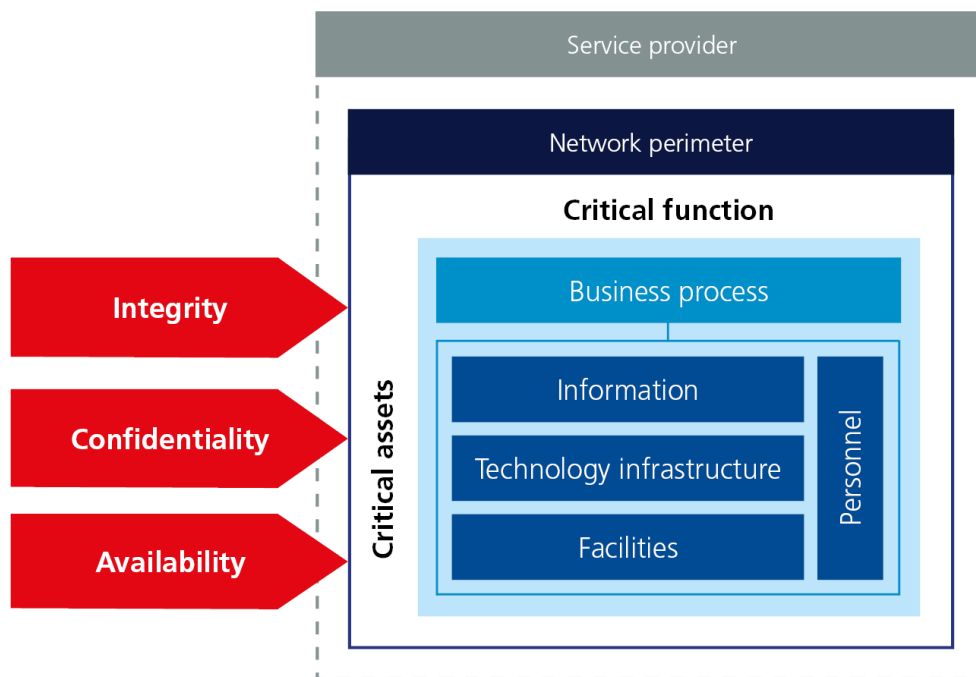 Service provider
Network perimeter
Critical function
Business process
Integrity
Confidentiality
Availability
Critical assets
Information
Technology infrastructure
Facilities
Personnel